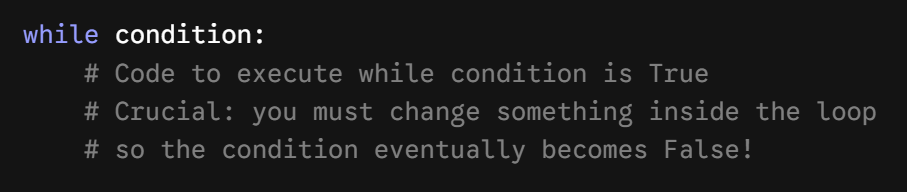 while condition:
    # Code to execute while condition is True
    # Crucial: you must change something inside the loop
    # so the condition eventually becomes False!